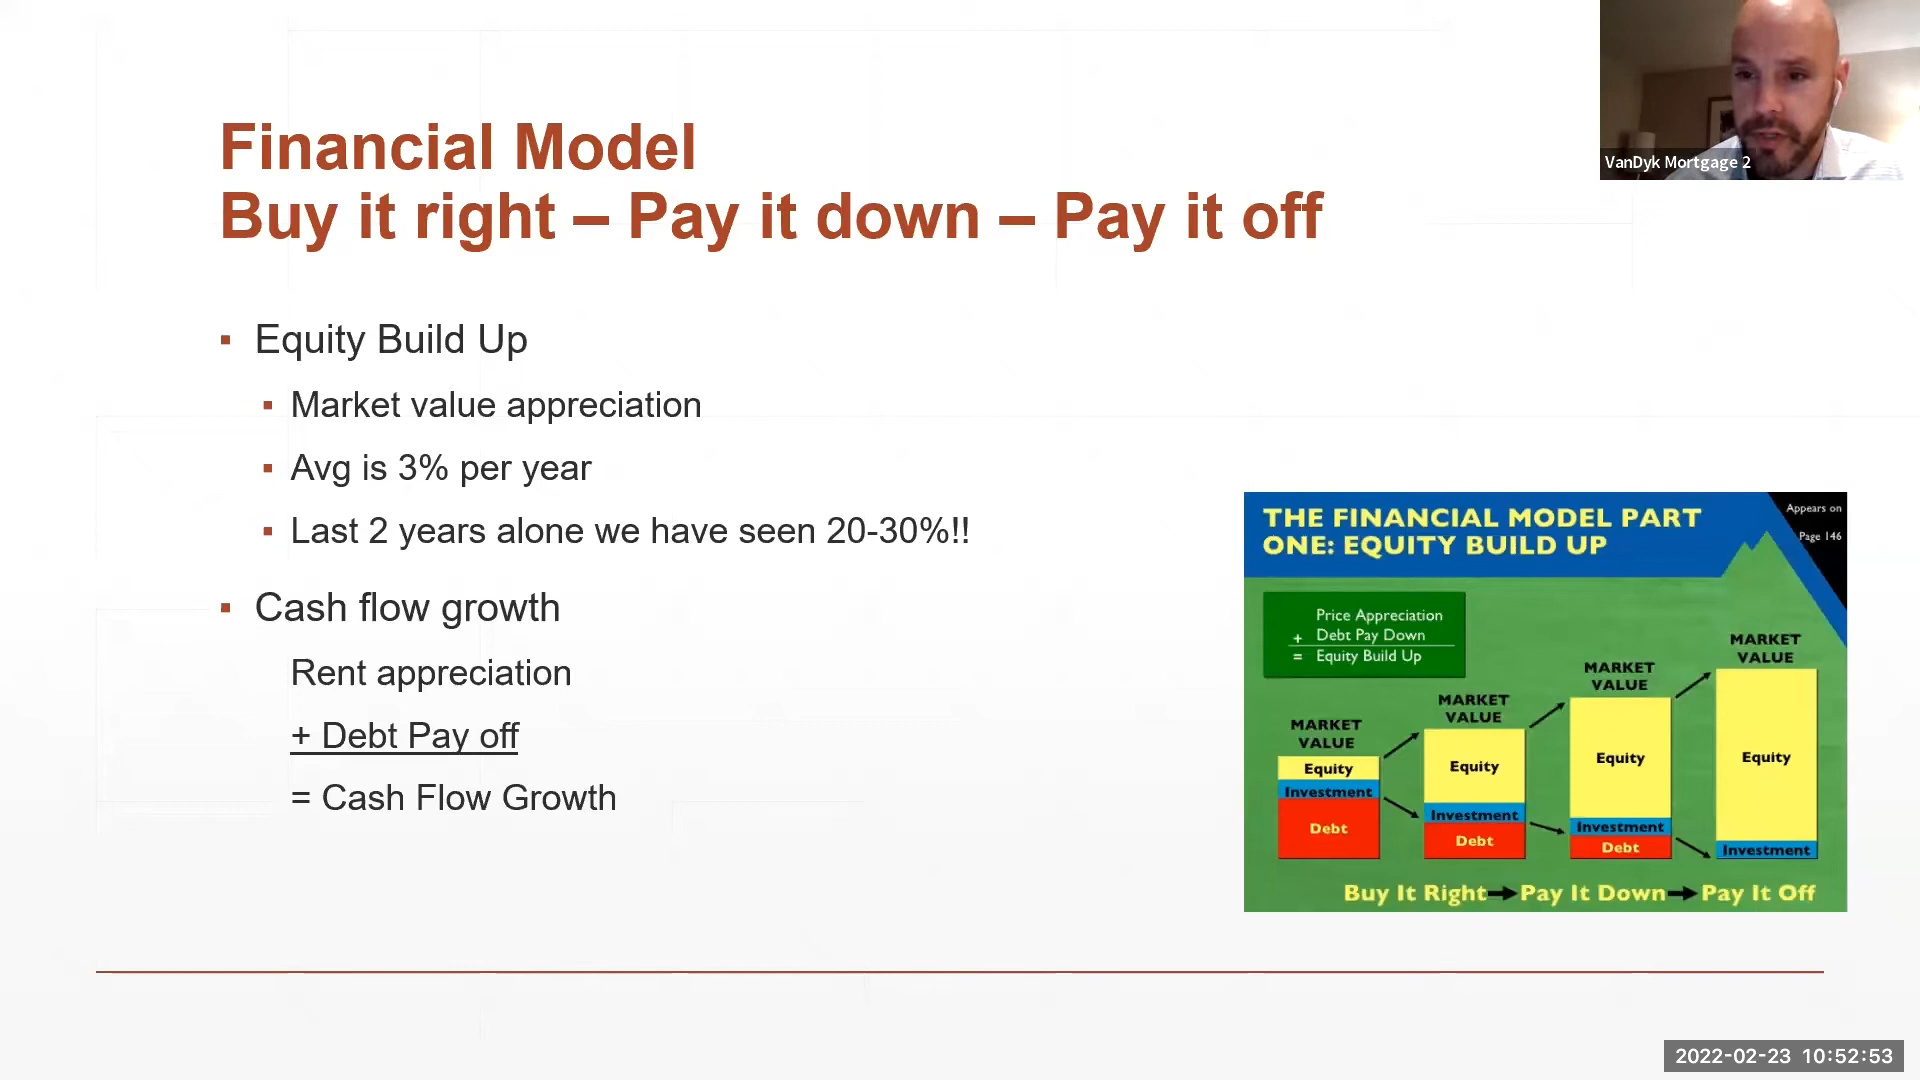 Financial Model
Buy it right – Pay it down – Pay it off
VanDyk Mortgage 2
▪ Equity Build Up
▪ Market value appreciation
▪ Avg is 3% per year
▪ Last 2 years alone we have seen 20-30%!!
▪ Cash flow growth
Rent appreciation
+ Debt Pay off
= Cash Flow Growth
THE FINANCIAL MODEL PART
ONE: EQUITY BUILD UP
Appears on
Page 146
Price Appreciation
+ Debt Pay Down
= Equity Build Up
MARKET
VALUE
Equity
Investment
Debt
MARKET
VALUE
Equity
Investment
Debt
MARKET
VALUE
Equity
Investment
Debt
MARKET
VALUE
Equity
Investment
Buy It Right → Pay It Down → Pay It Off
2022-02-23 10:52:53